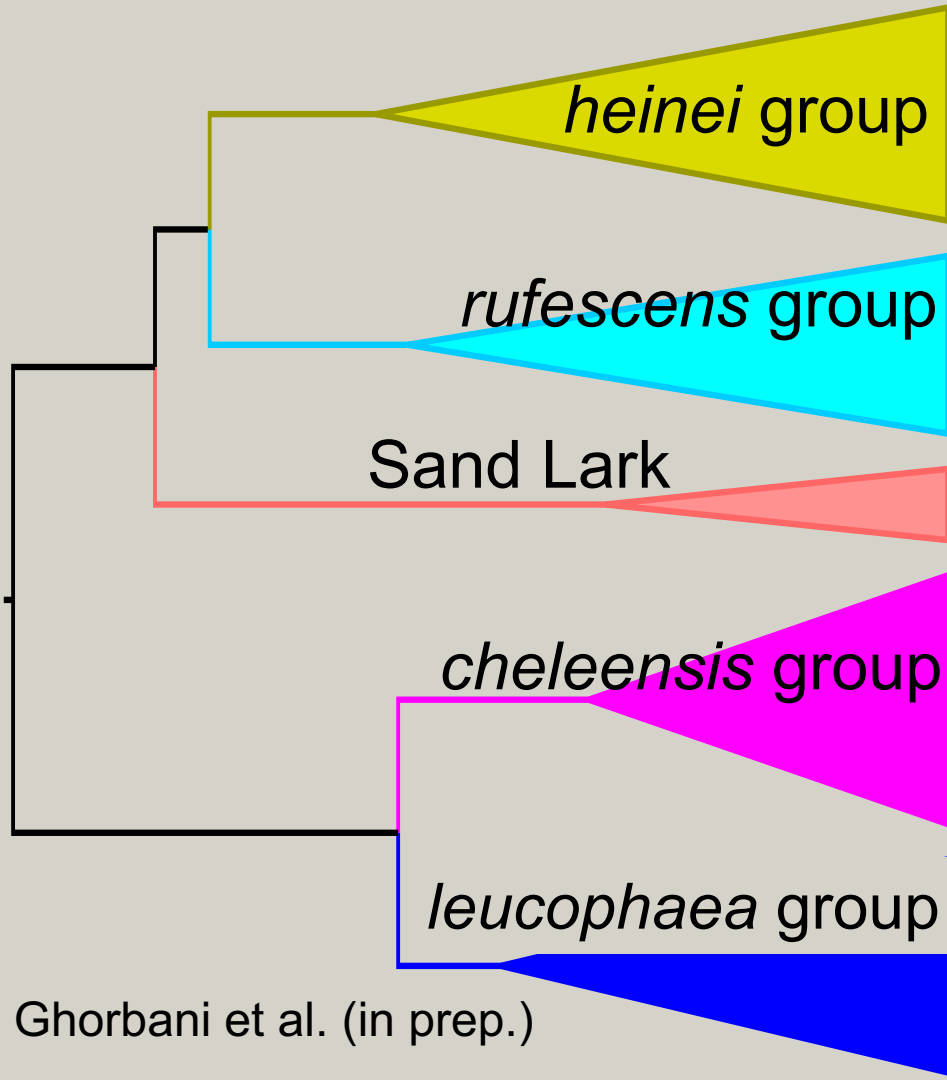 heinei group
rufescens group
Sand Lark
cheleensis group
leucophaea group
Ghorbani et al. (in prep.)